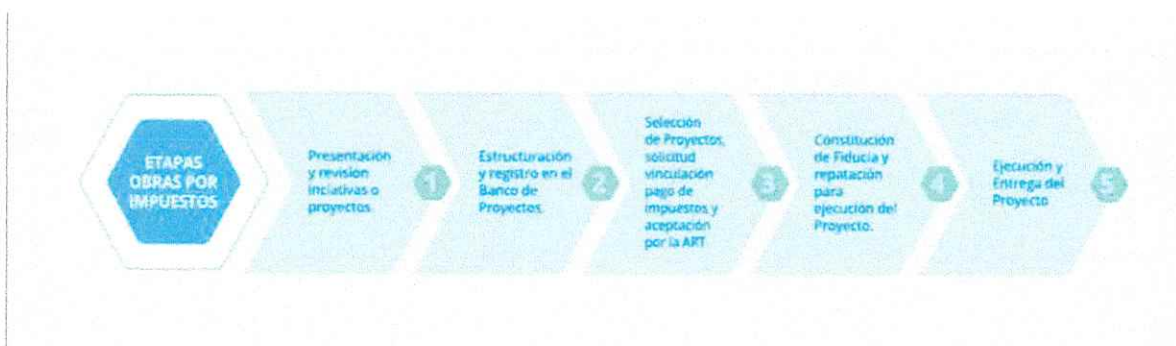 ETAPAS
OBRAS POR
IMPUESTOS
Presentación
y revisión
inciativas o
proyectos
1
Estructuración
y registro en el
Banco de
Proyectos.
2
Selección
de Proyectos,
solicitud
vinculación
pago de
impuestos y
aceptación
por la ART
3
Constitución
de Fiducia y
repatación
para
ejecución del
Proyecto.
4
Ejecución y
Entrega del
Proyecto
5